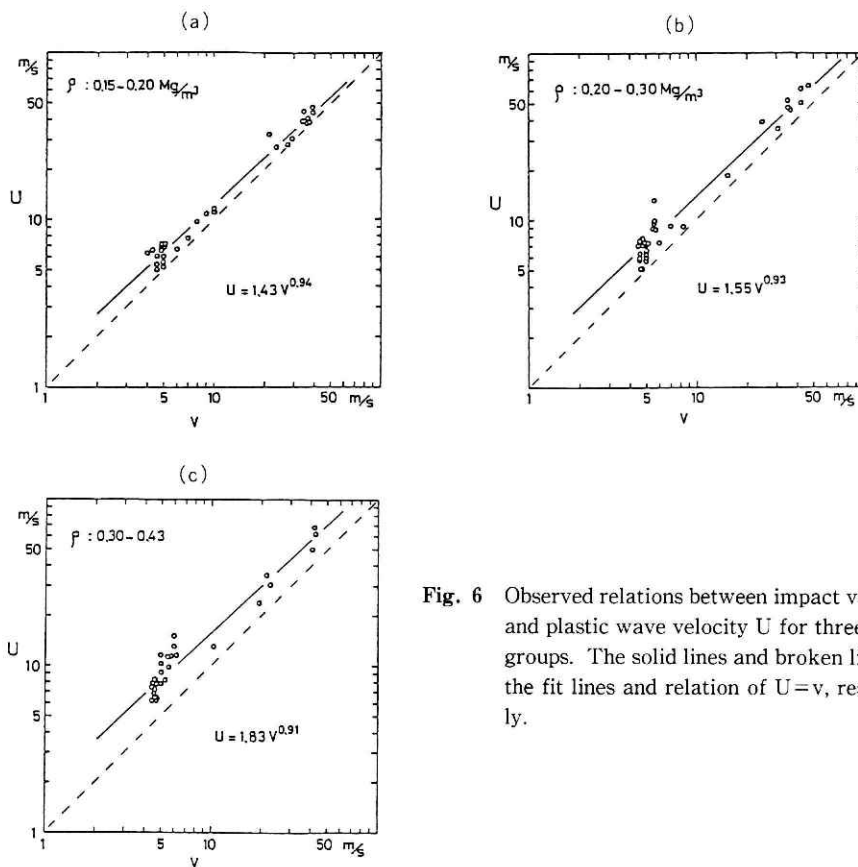 (a)
m/s
ρ : 0.15-0.20 Mg/m³
50
U
10
5
U = 1.43 V^0.94
1
1
5
10
50 m/s
V
(b)
m/s
50
ρ : 0.20-0.30 Mg/m³
U
10
5
U = 1.55 V^0.93
1
1
5
10
50 m/s
V
(c)
m/s
ρ : 0.30-0.43
50
U
10
5
U = 1.83 V^0.91
1
1
5
10
50 m/s
V
Fig. 6 Observed relations between impact v
and plastic wave velocity U for three
groups. The solid lines and broken li
the fit lines and relation of U=v, re
ly.